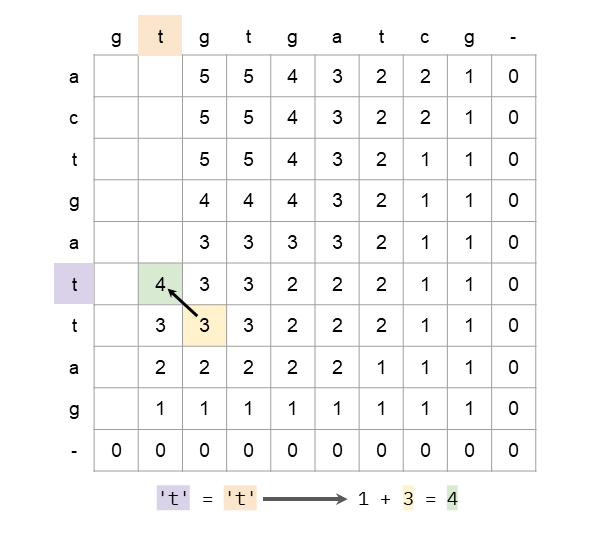 g t g t g a t c g -
a 5 5 4 3 2 2 1 0
c 5 5 4 3 2 2 1 0
t 5 5 4 3 2 1 1 0
g 4 4 4 3 2 1 1 0
a 3 3 3 3 2 1 1 0
t 4 3 3 2 2 2 1 1 0
t 3 3 3 2 2 2 1 1 0
a 2 2 2 2 2 1 1 1 0
g 1 1 1 1 1 1 1 1 0
- 0 0 0 0 0 0 0 0 0 0
't' = 't' 1 + 3 = 4